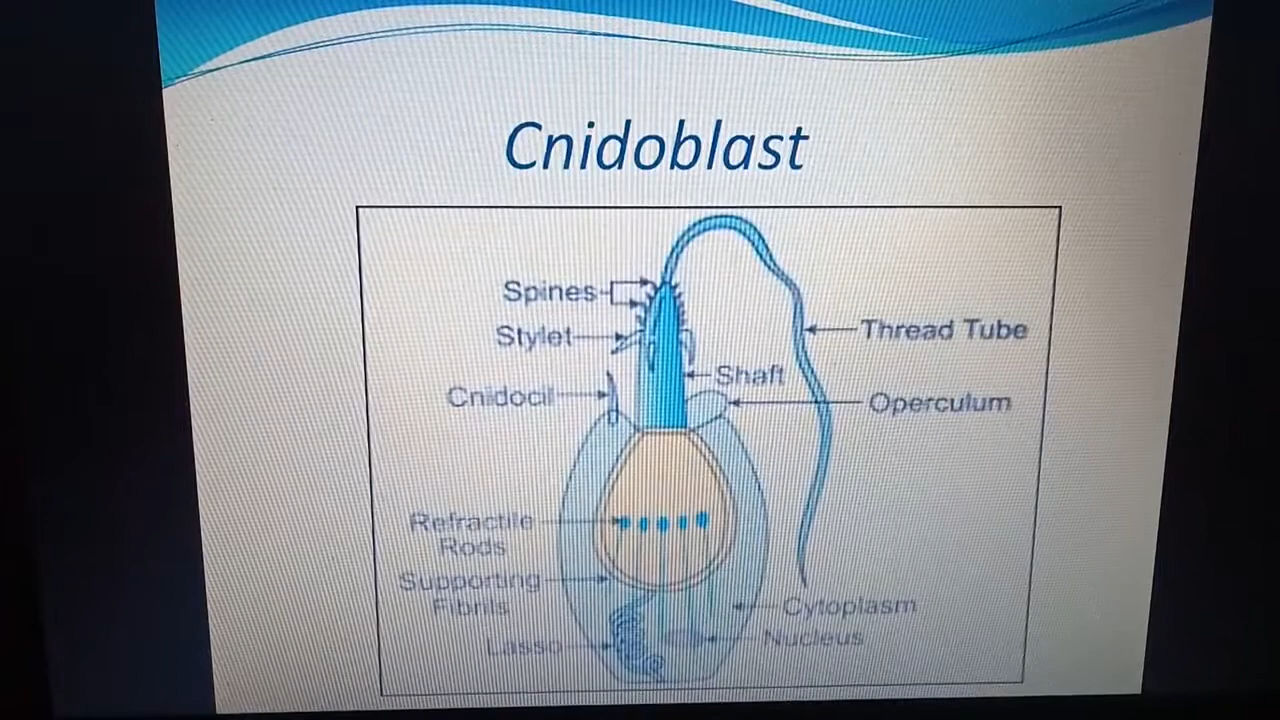 Cnidoblast
Spines
Stylet
Thread Tube
Shaft
Cnidocil
Operculum
Refractile
Rods
Supporting
Fibrils
Cytoplasm
Lasso
Nucleus